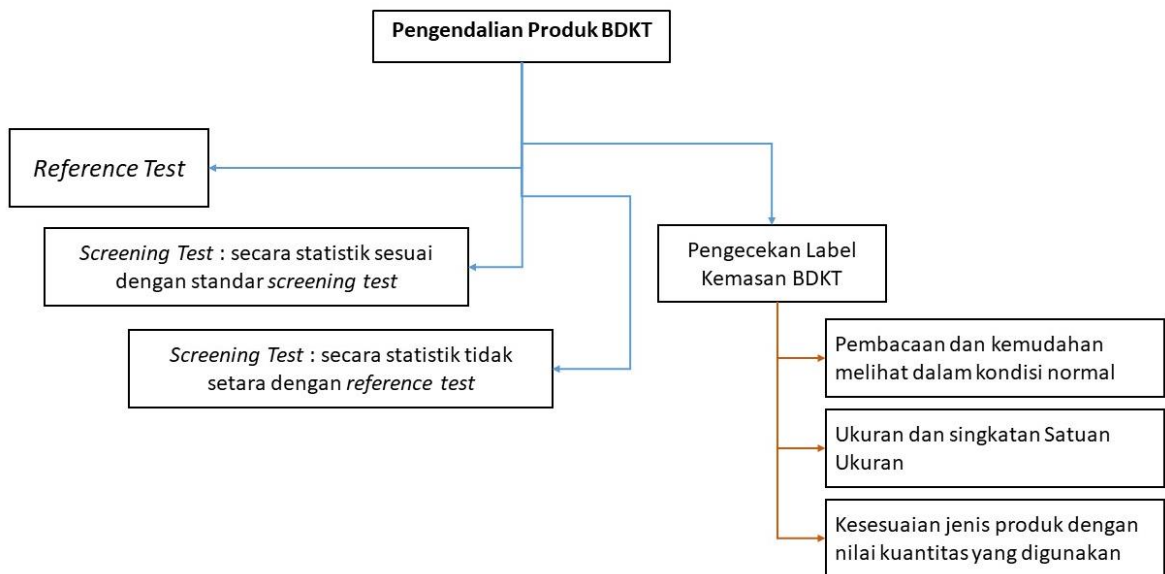 Pengendalian Produk BDKT
Reference Test
Screening Test : secara statistik sesuai
dengan standar screening test
Screening Test : secara statistik tidak
setara dengan reference test
Pengecekan Label
Kemasan BDKT
Pembacaan dan kemudahan
melihat dalam kondisi normal
Ukuran dan singkatan Satuan
Ukuran
Kesesuaian jenis produk dengan
nilai kuantitas yang digunakan